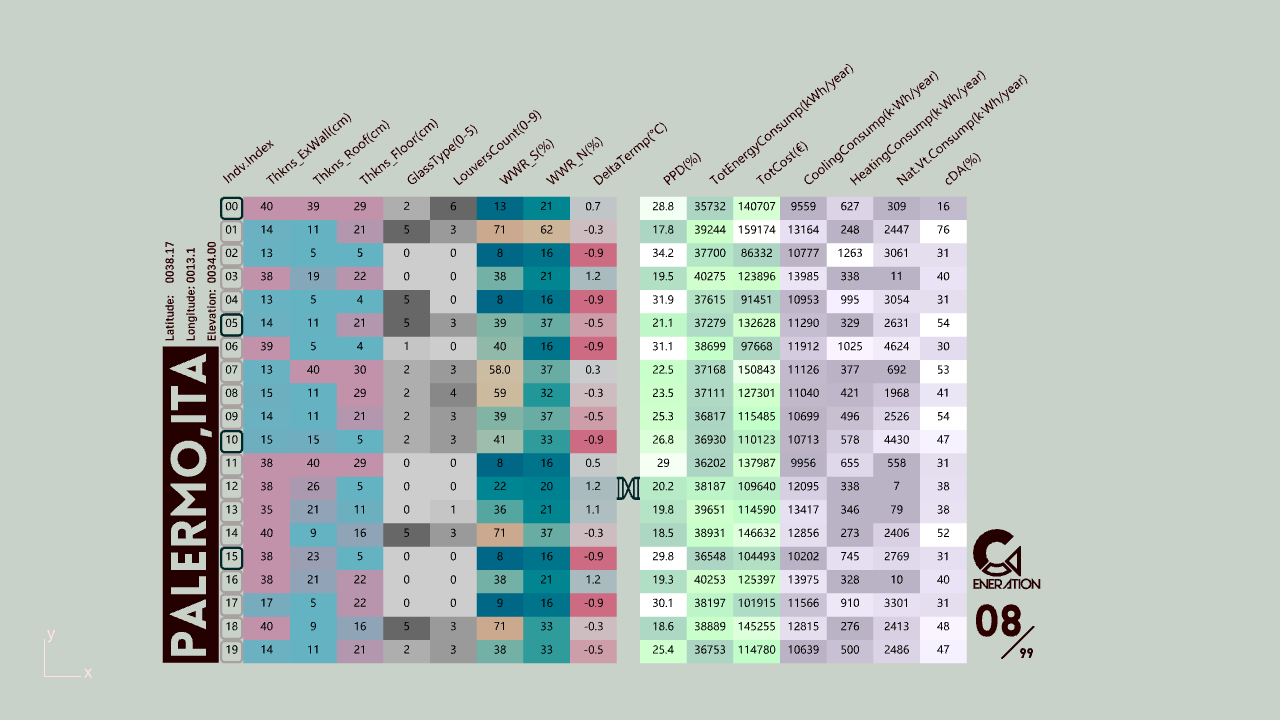 Indv.Index Thkns_ExWall(cm) Thkns_Roof(cm) Thkns_Floor(cm) GlassType(0-5) LouversCount(0-9) WWR_S(%) WWR_N(%) DeltaTermp(°C) PPD(%) TotEnergyConsump(kWh/year) TotCost(€) CoolingConsump(k·Wh/year) HeatingConsump(k·Wh/year) Nat.Vt.Consump(k·Wh/year) cDA(%)
00 40 39 29 2 6 13 21 0.7 28.8 35732 140707 9559 627 309 16
01 14 11 21 5 3 71 62 -0.3 17.8 39244 159174 13164 248 2447 76
02 13 5 5 0 0 8 16 -0.9 34.2 37700 86332 10777 1263 3061 31
03 38 19 22 0 0 38 21 1.2 19.5 40275 123896 13985 338 11 40
04 13 5 4 5 0 8 16 -0.9 31.9 37615 91451 10953 995 3054 31
05 14 11 21 5 3 39 37 -0.5 21.1 37279 132628 11290 329 2631 54
06 39 5 4 1 0 40 16 -0.9 31.1 38699 97668 11912 1025 4624 30
07 13 40 30 2 3 58.0 37 0.3 22.5 37168 150843 11126 377 692 53
08 15 11 29 2 4 59 32 -0.3 23.5 37111 127301 11040 421 1968 41
09 14 11 21 2 3 39 37 -0.5 25.3 36817 115485 10699 496 2526 54
10 15 15 5 2 3 41 33 -0.9 26.8 36930 110123 10713 578 4430 47
11 38 40 29 0 0 8 16 0.5 29 36202 137987 9956 655 558 31
12 38 26 5 0 0 22 20 1.2 20.2 38187 109640 12095 338 7 38
13 35 21 11 0 1 36 21 1.1 19.8 39651 114590 13417 346 79 38
14 40 9 16 5 3 71 37 -0.3 18.5 38931 146632 12856 273 2406 52
15 38 23 5 0 0 8 16 -0.9 29.8 36548 104493 10202 745 2769 31
16 38 21 22 0 0 38 21 1.2 19.3 40253 125397 13975 328 10 40
17 17 5 22 0 0 9 16 -0.9 30.1 38197 101915 11566 910 3301 31
18 40 9 16 5 3 71 33 -0.3 18.6 38889 145255 12815 276 2413 48
19 14 11 21 2 3 38 33 -0.5 25.4 36753 114780 10639 500 2486 47
Latitude: 0038.17
Longitude: 0013.1
Elevation: 0034.00
PALERMO,ITA
G
ENERATION
08/99
y
x